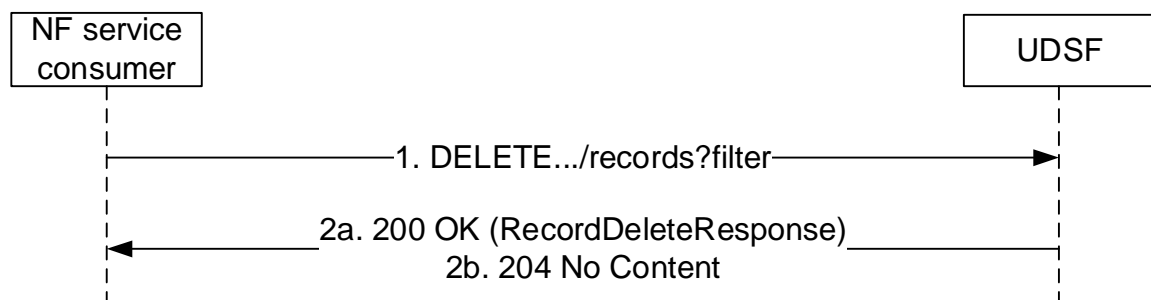 NF service
consumer
UDSF
1. DELETE.../records?filter
2a. 200 OK (RecordDeleteResponse)
2b. 204 No Content